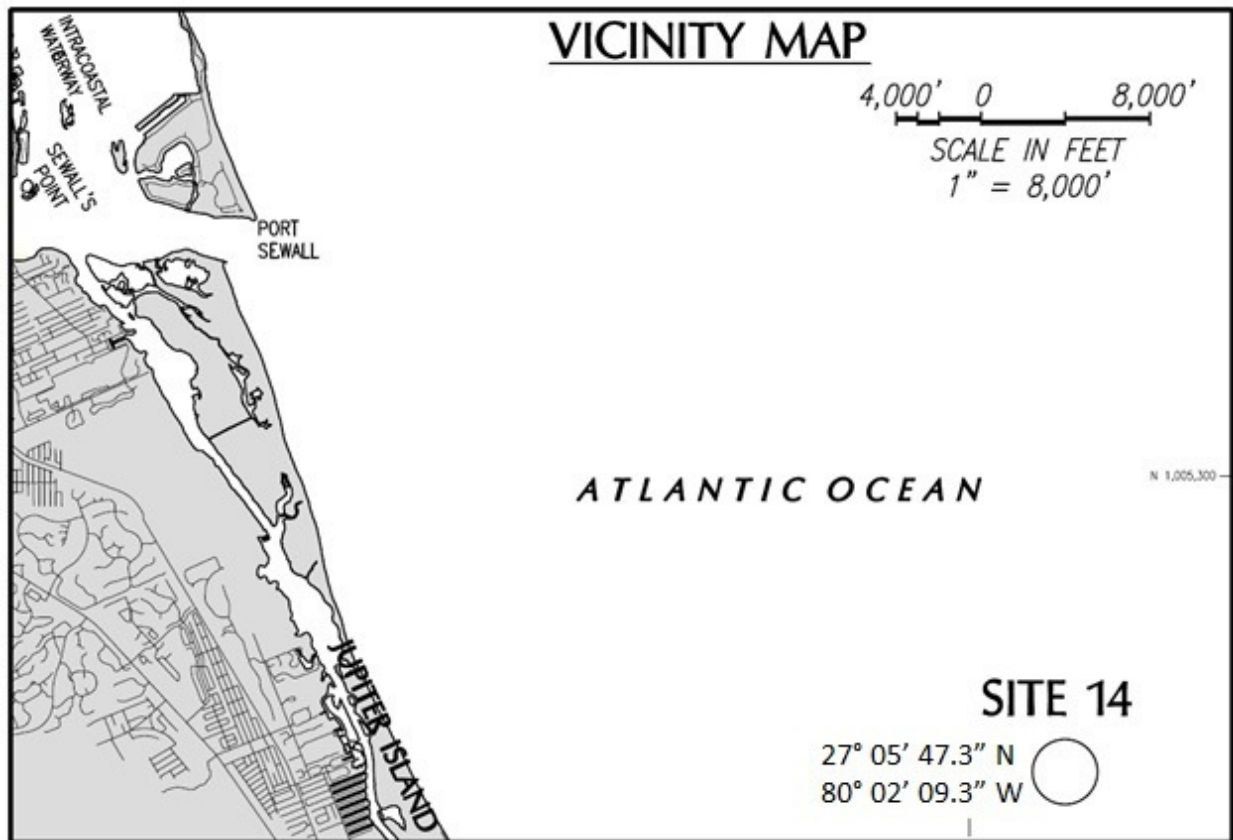 VICINITY MAP
4,000' 0 8,000'
SCALE IN FEET
1" = 8,000'
INTRACOASTAL
WATERWAY
SEWALL'S
POINT
PORT
SEWALL
ATLANTIC OCEAN
N 1,005,300
JUPITER ISLAND
SITE 14
27° 05' 47.3" N
80° 02' 09.3" W